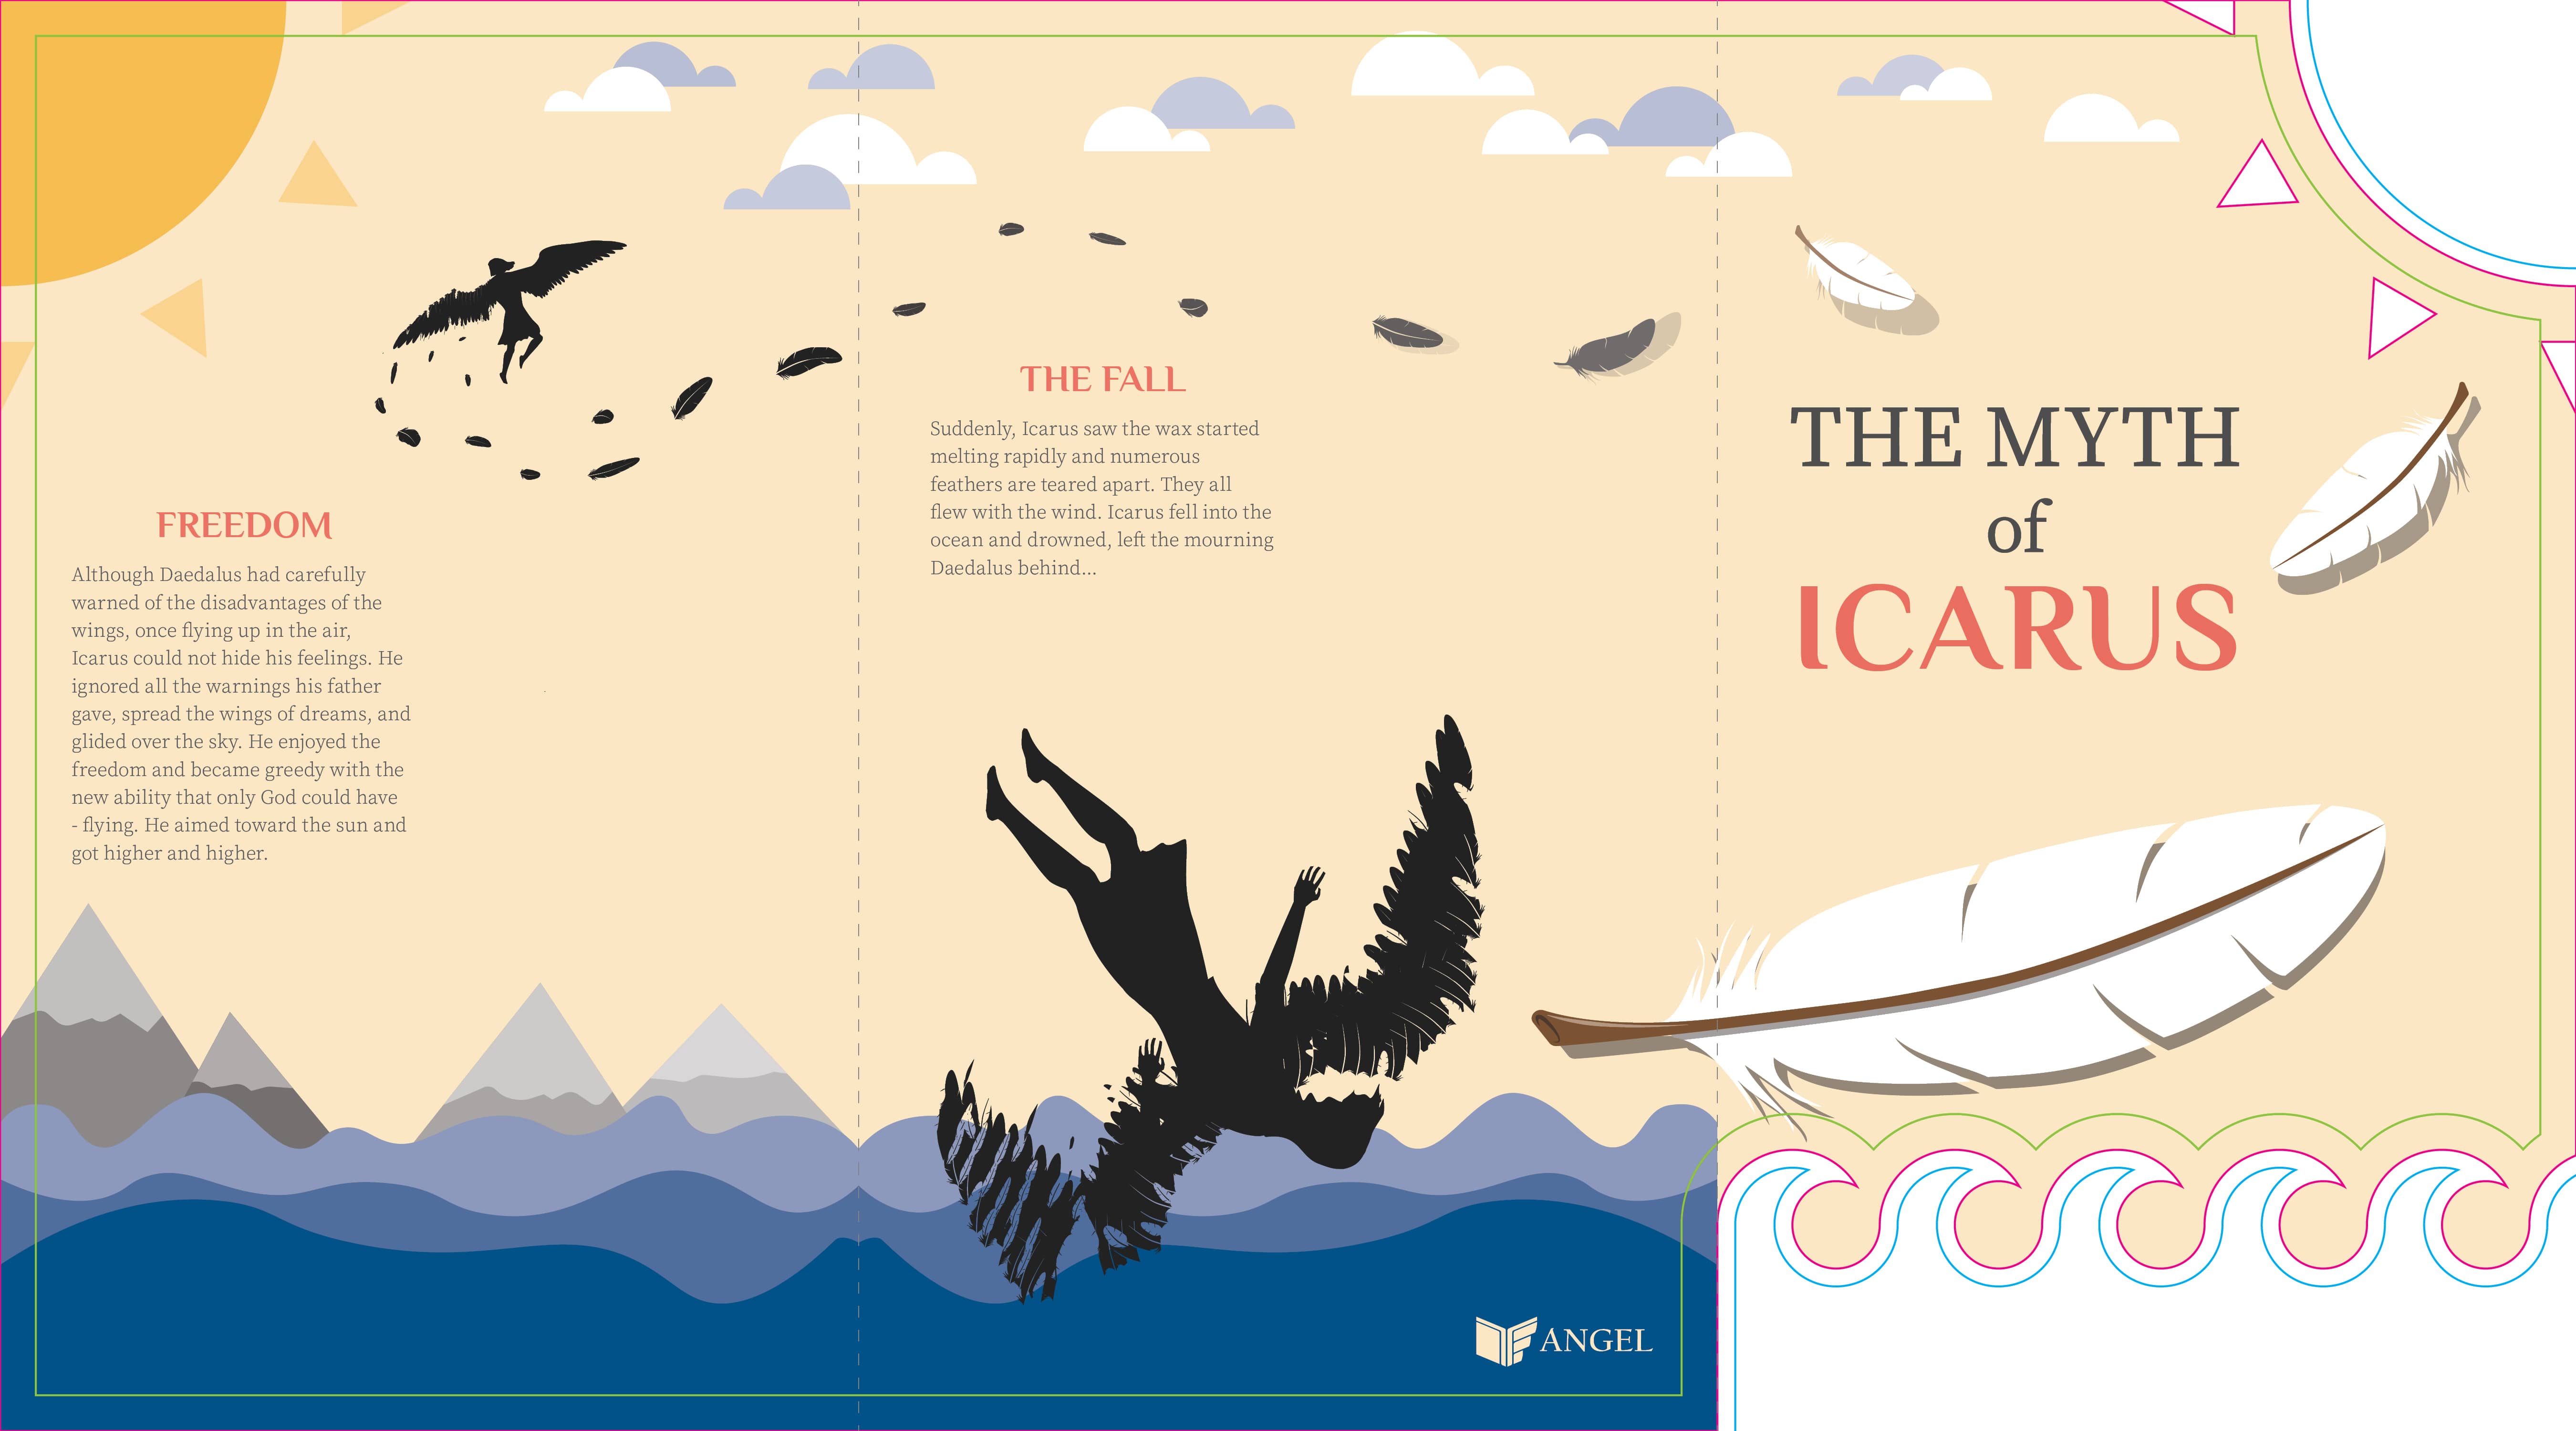 FREEDOM
Although Daedalus had carefully
warned of the disadvantages of the
wings, once flying up in the air,
Icarus could not hide his feelings. He
ignored all the warnings his father
gave, spread the wings of dreams, and
glided over the sky. He enjoyed the
freedom and became greedy with the
new ability that only God could have
- flying. He aimed toward the sun and
got higher and higher.
THE FALL
Suddenly, Icarus saw the wax started
melting rapidly and numerous
feathers are teared apart. They all
flew with the wind. Icarus fell into the
ocean and drowned, left the mourning
Daedalus behind...
ANGEL
THE MYTH
of
ICARUS